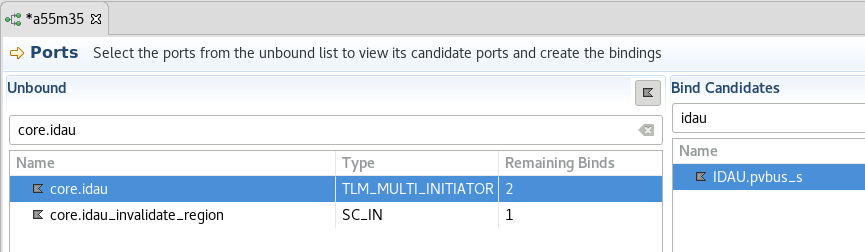 *a55m35
Ports Select the ports from the unbound list to view its candidate ports and create the bindings
Unbound
core.idau
Name Type Remaining Binds
core.idau TLM_MULTI_INITIATOR 2
core.idau_invalidate_region SC_IN 1
Bind Candidates
idau
Name
IDAU.pvbus_s